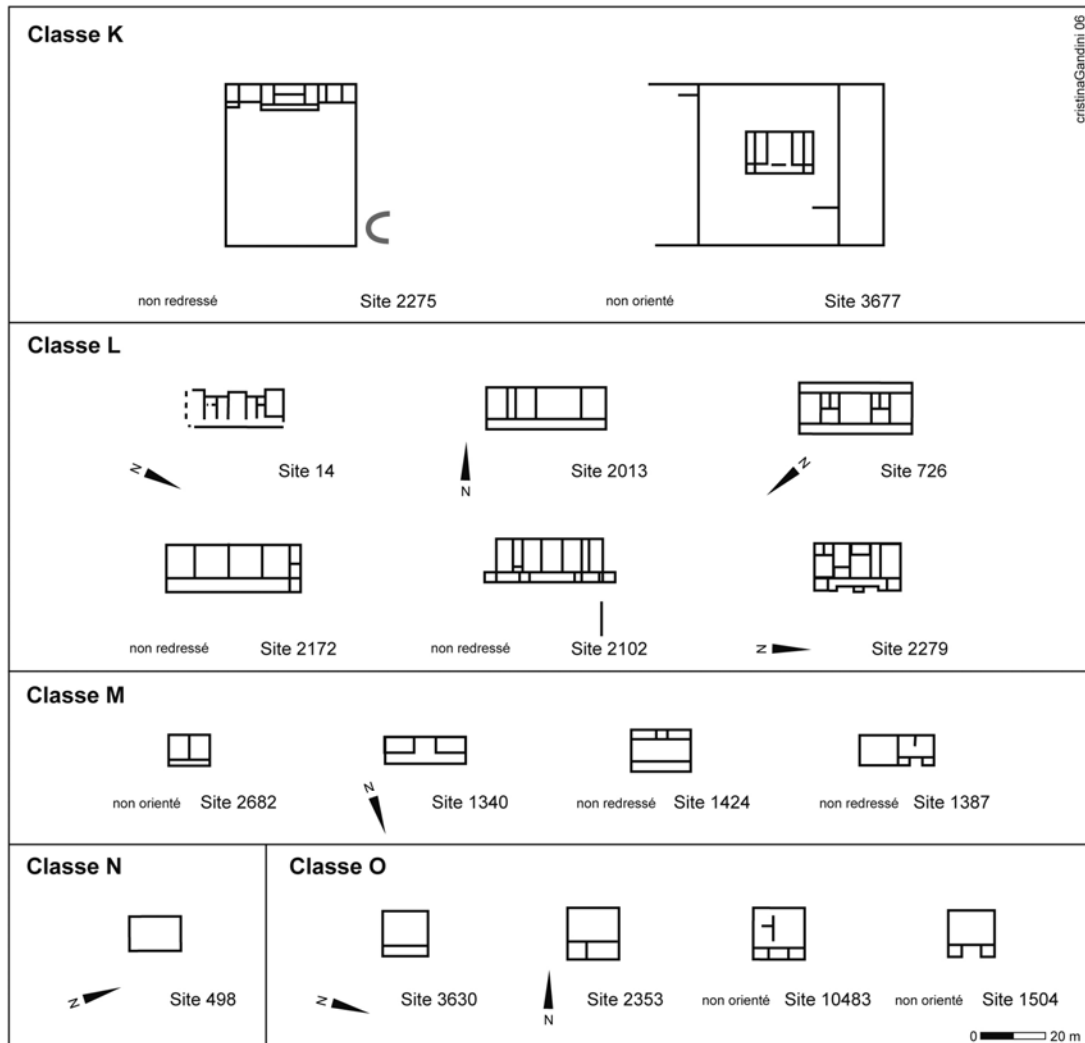 Classe K
cristinaGandini 06
non redressé Site 2275
non orienté Site 3677
Classe L
N Site 14
N Site 2013
N Site 726
non redressé Site 2172
non redressé Site 2102
N Site 2279
Classe M
non orienté Site 2682
N Site 1340
non redressé Site 1424
non redressé Site 1387
Classe N
N Site 498
Classe O
N Site 3630
N Site 2353
non orienté Site 10483
non orienté Site 1504
0 20 m